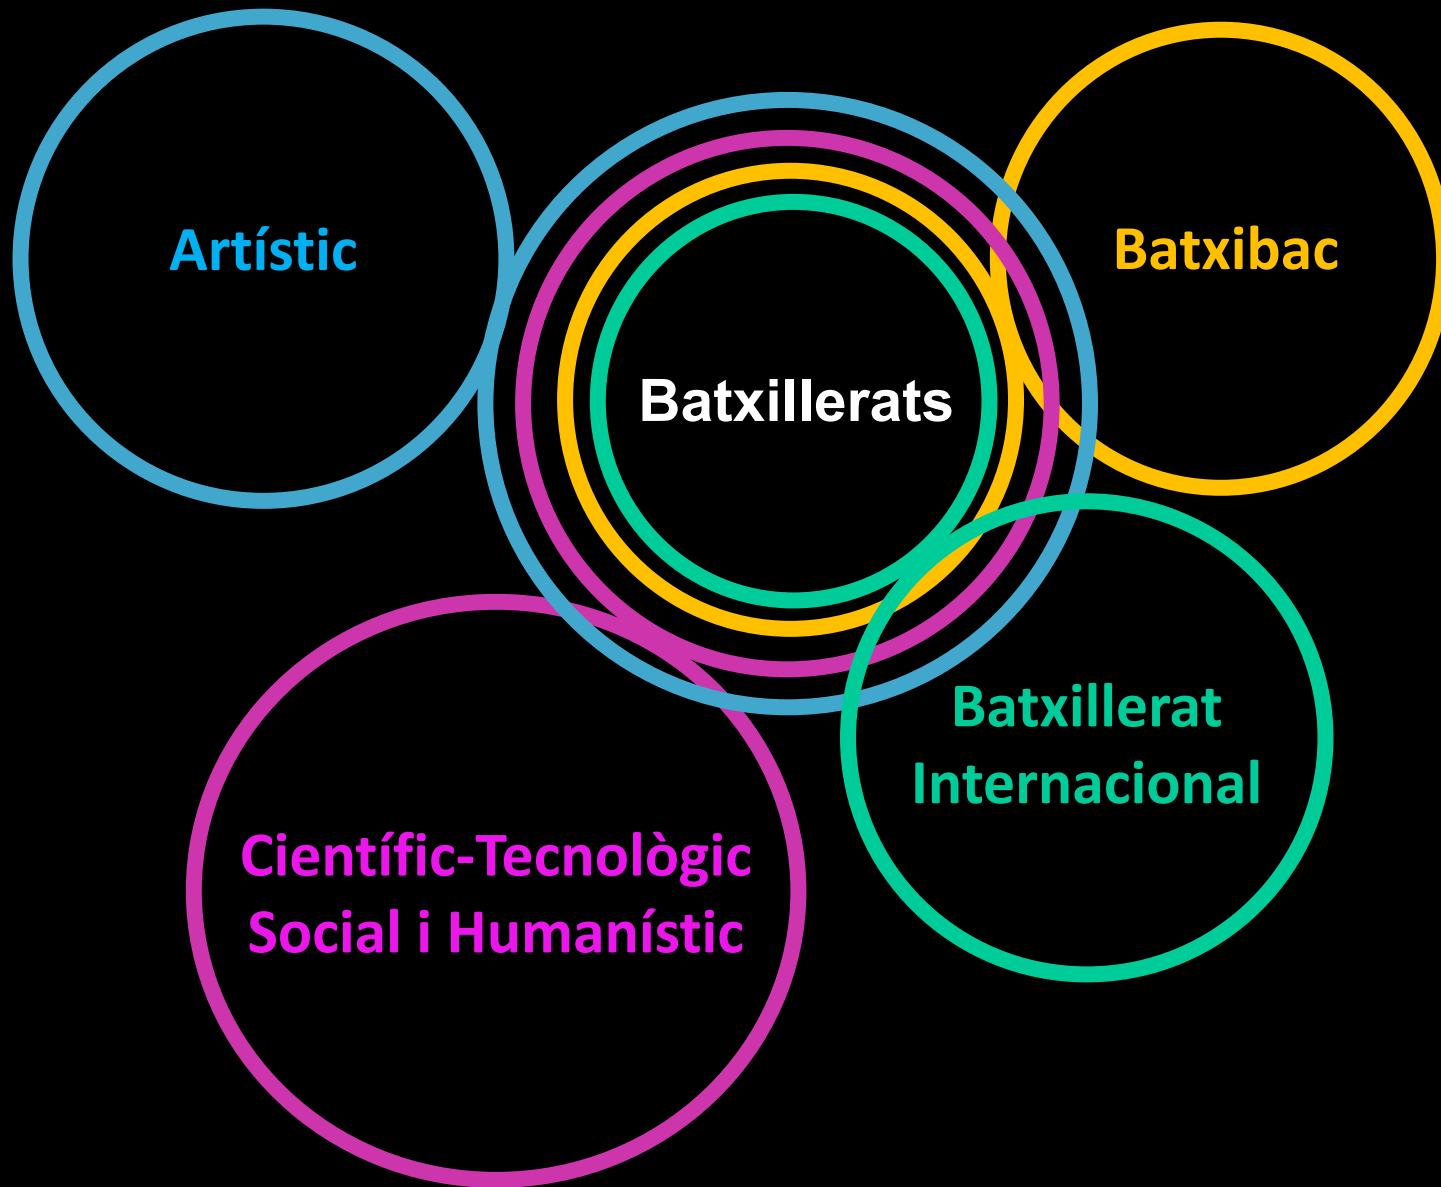 Artístic
Batxibac
Batxillerats
Batxillerat
Internacional
Científic-Tecnològic
Social i Humanístic